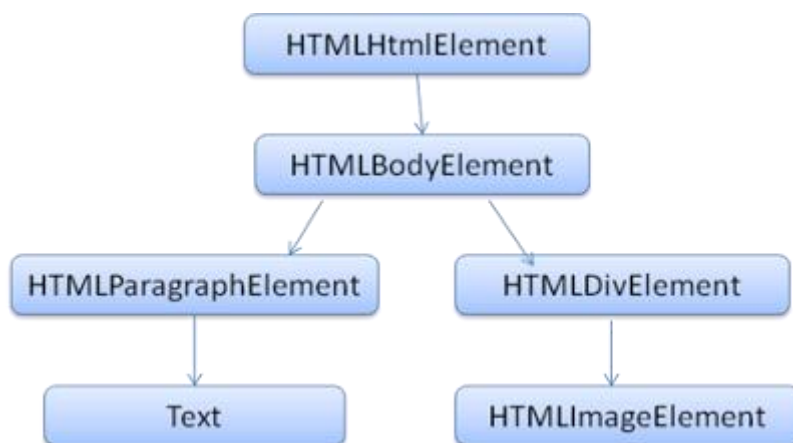 HTMLHtmlElement
HTMLBodyElement
HTMLParagraphElement
HTMLDivElement
Text
HTMLImageElement